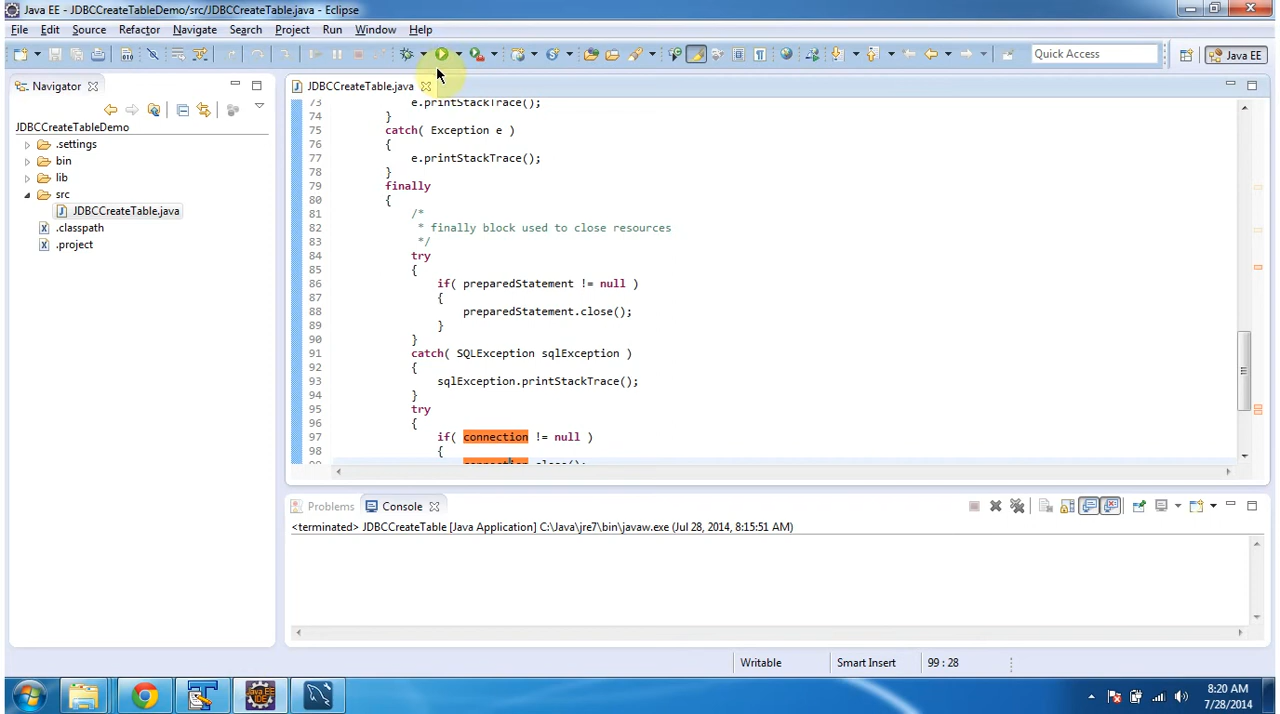 Java EE - JDBCCreateTableDemo/src/JDBCCreateTable.java - Eclipse
File Edit Source Refactor Navigate Search Project Run Window Help
Quick Access
Java EE
Navigator
JDBCCreateTable.java
JDBCCreateTableDemo
.settings
bin
lib
src
JDBCCreateTable.java
.classpath
.project
73 e.printStackTrace();
74 }
75 catch( Exception e )
76 {
77 e.printStackTrace();
78 }
79 finally
80 {
81 /*
82 * finally block used to close resources
83 */
84 try
85 {
86 if( preparedStatement != null )
87 {
88 preparedStatement.close();
89 }
90 }
91 catch( SQLException sqlException )
92 {
93 sqlException.printStackTrace();
94 }
95 try
96 {
97 if( connection != null )
98 {
99 connection.close();
Problems Console
<terminated> JDBCCreateTable [Java Application] C:\Java\jre7\bin\javaw.exe (Jul 28, 2014, 8:15:51 AM)
Writable Smart Insert 99 : 28
Java EE IDE
8:20 AM
7/28/2014